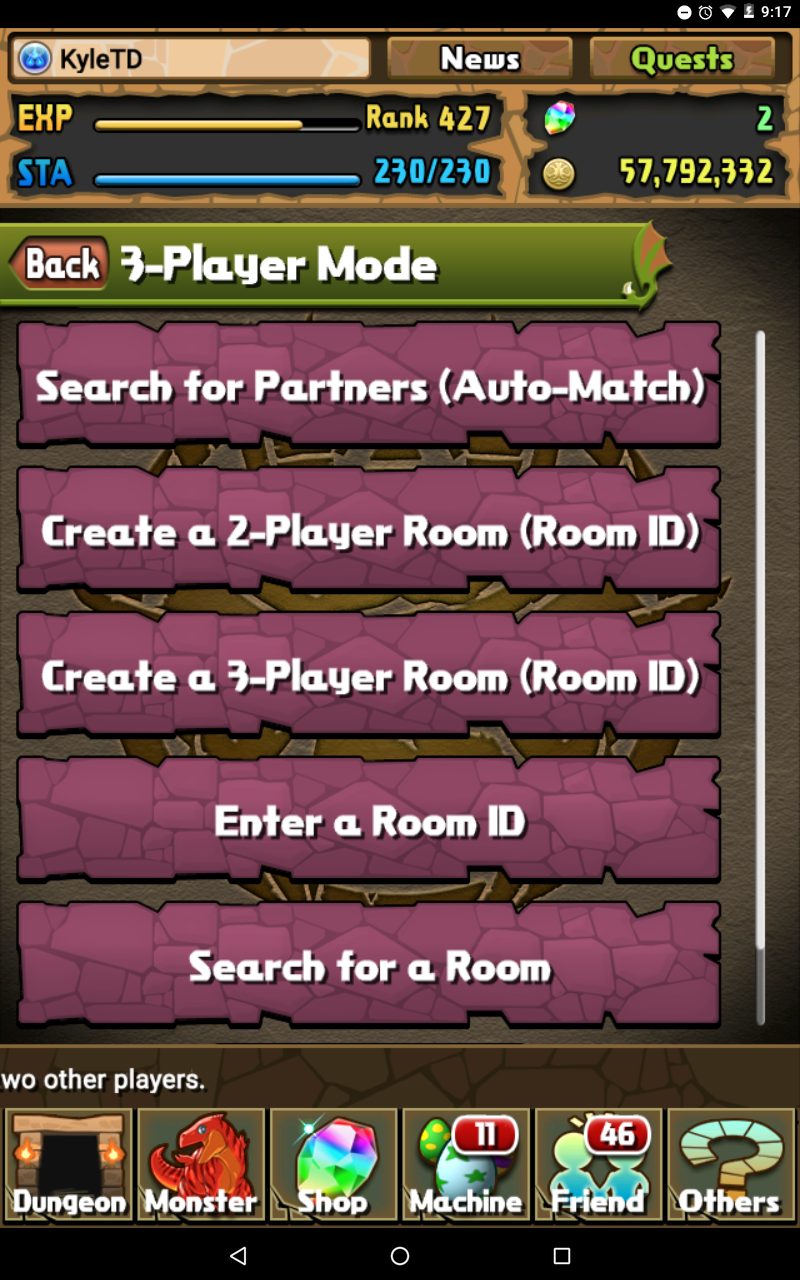 9:17
KyleTD
News
Quests
EXP
Rank 427
2
STA
230/230
57,792,332
Back
3-Player Mode
Search for Partners (Auto-Match)
Create a 2-Player Room (Room ID)
Create a 3-Player Room (Room ID)
Enter a Room ID
Search for a Room
wo other players.
11
46
Dungeon
Monster
Shop
Machine
Friend
Others